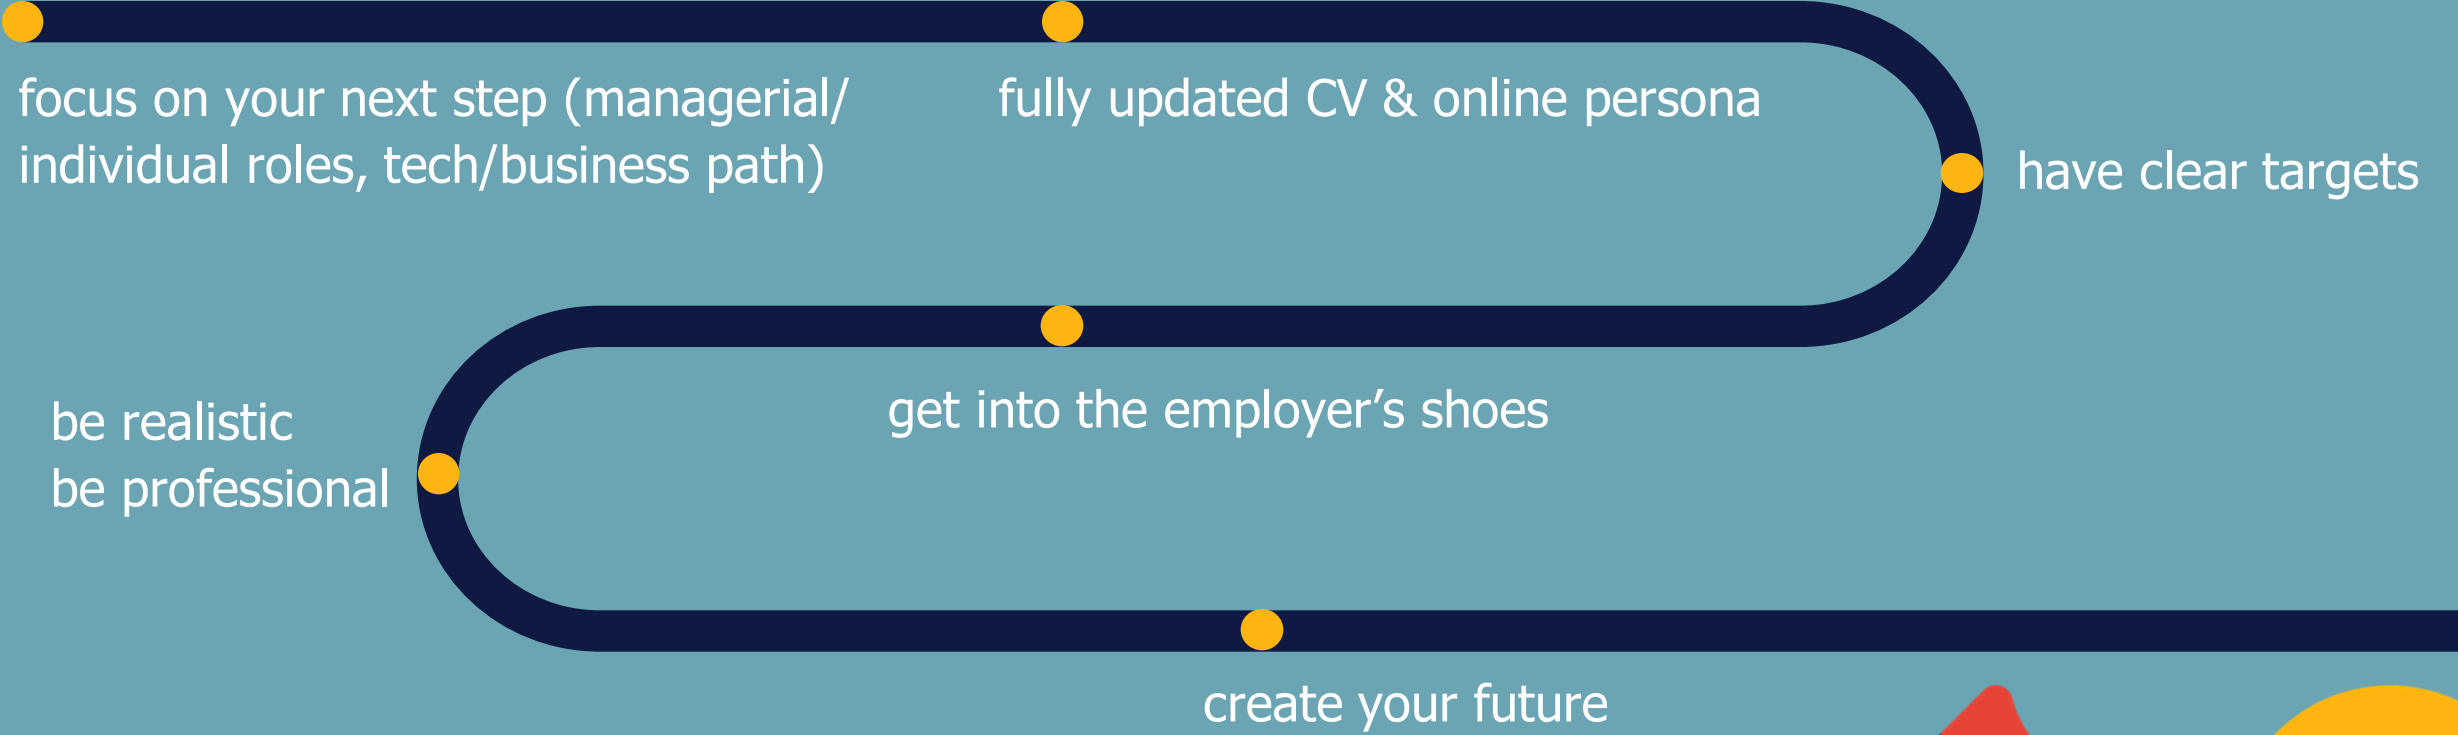 focus on your next step (managerial/
individual roles, tech/business path)
fully updated CV & online persona
have clear targets
get into the employer’s shoes
be realistic
be professional
create your future